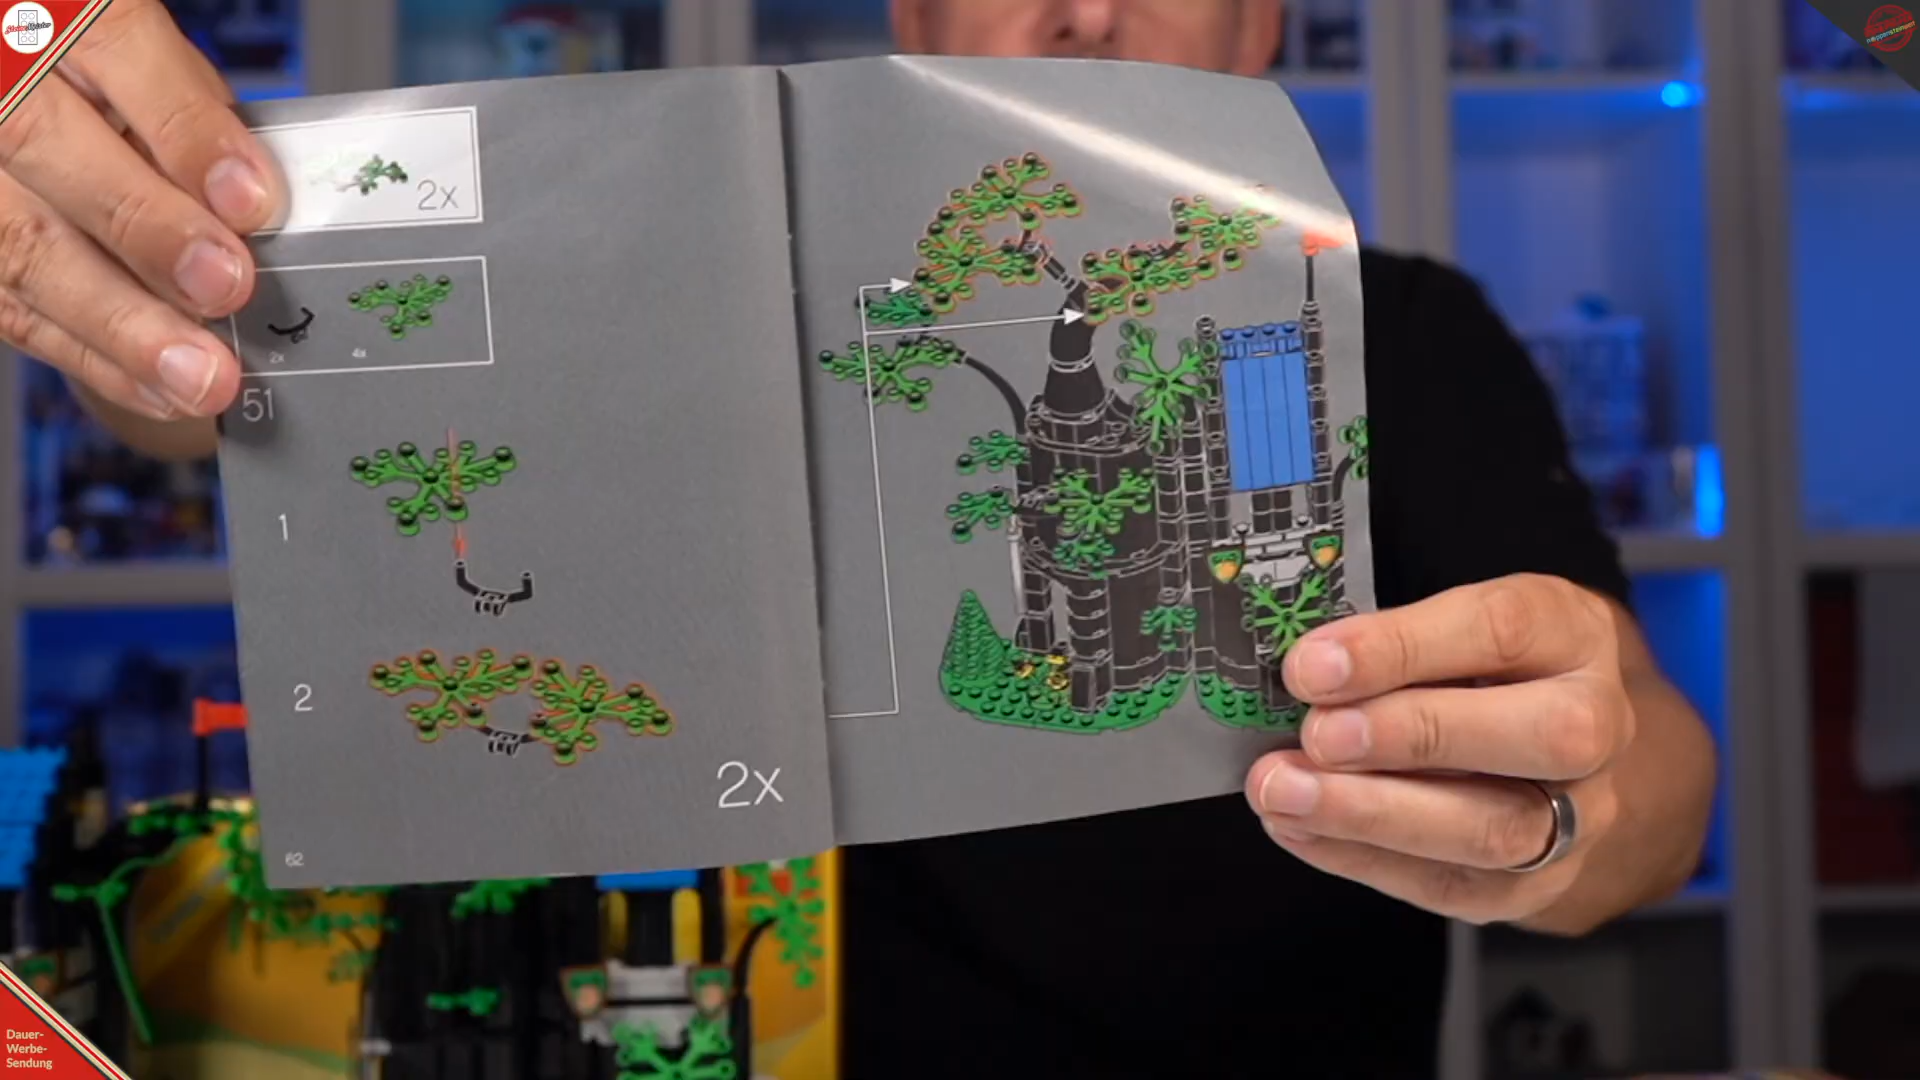 2x
2x
4x
51
1
2
2x
62
Dauer-
Werbe-
Sendung